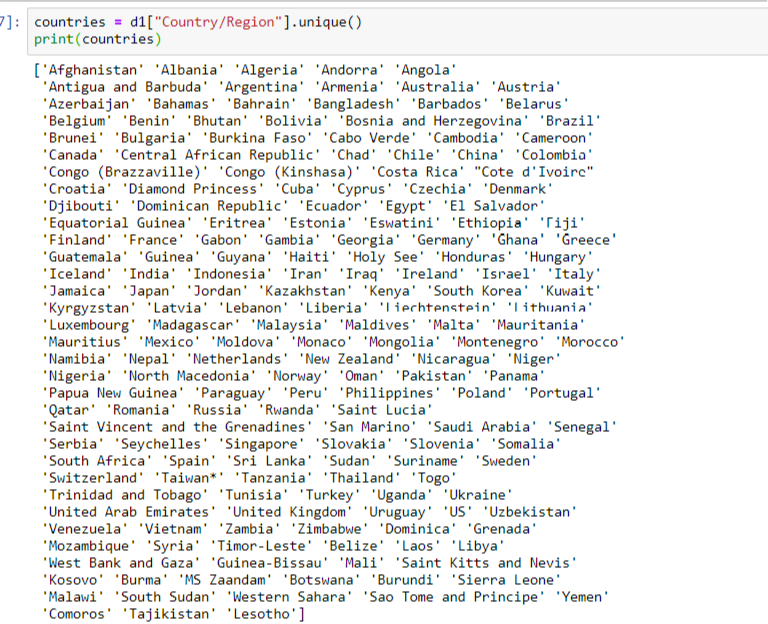 7]: countries = d1["Country/Region"].unique()
print(countries)
['Afghanistan' 'Albania' 'Algeria' 'Andorra' 'Angola'
'Antigua and Barbuda' 'Argentina' 'Armenia' 'Australia' 'Austria'
'Azerbaijan' 'Bahamas' 'Bahrain' 'Bangladesh' 'Barbados' 'Belarus'
'Belgium' 'Benin' 'Bhutan' 'Bolivia' 'Bosnia and Herzegovina' 'Brazil'
'Brunei' 'Bulgaria' 'Burkina Faso' 'Cabo Verde' 'Cambodia' 'Cameroon'
'Canada' 'Central African Republic' 'Chad' 'Chile' 'China' 'Colombia'
'Congo (Brazzaville)' 'Congo (Kinshasa)' 'Costa Rica' "Cote d'Ivoire"
'Croatia' 'Diamond Princess' 'Cuba' 'Cyprus' 'Czechia' 'Denmark'
'Djibouti' 'Dominican Republic' 'Ecuador' 'Egypt' 'El Salvador'
'Equatorial Guinea' 'Eritrea' 'Estonia' 'Eswatini' 'Ethiopia' 'Fiji'
'Finland' 'France' 'Gabon' 'Gambia' 'Georgia' 'Germany' 'Ghana' 'Greece'
'Guatemala' 'Guinea' 'Guyana' 'Haiti' 'Holy See' 'Honduras' 'Hungary'
'Iceland' 'India' 'Indonesia' 'Iran' 'Iraq' 'Ireland' 'Israel' 'Italy'
'Jamaica' 'Japan' 'Jordan' 'Kazakhstan' 'Kenya' 'South Korea' 'Kuwait'
'Kyrgyzstan' 'Latvia' 'Lebanon' 'Liberia' 'Liechtenstein' 'Lithuania'
'Luxembourg' 'Madagascar' 'Malaysia' 'Maldives' 'Malta' 'Mauritania'
'Mauritius' 'Mexico' 'Moldova' 'Monaco' 'Mongolia' 'Montenegro' 'Morocco'
'Namibia' 'Nepal' 'Netherlands' 'New Zealand' 'Nicaragua' 'Niger'
'Nigeria' 'North Macedonia' 'Norway' 'Oman' 'Pakistan' 'Panama'
'Papua New Guinea' 'Paraguay' 'Peru' 'Philippines' 'Poland' 'Portugal'
'Qatar' 'Romania' 'Russia' 'Rwanda' 'Saint Lucia'
'Saint Vincent and the Grenadines' 'San Marino' 'Saudi Arabia' 'Senegal'
'Serbia' 'Seychelles' 'Singapore' 'Slovakia' 'Slovenia' 'Somalia'
'South Africa' 'Spain' 'Sri Lanka' 'Sudan' 'Suriname' 'Sweden'
'Switzerland' 'Taiwan*' 'Tanzania' 'Thailand' 'Togo'
'Trinidad and Tobago' 'Tunisia' 'Turkey' 'Uganda' 'Ukraine'
'United Arab Emirates' 'United Kingdom' 'Uruguay' 'US' 'Uzbekistan'
'Venezuela' 'Vietnam' 'Zambia' 'Zimbabwe' 'Dominica' 'Grenada'
'Mozambique' 'Syria' 'Timor-Leste' 'Belize' 'Laos' 'Libya'
'West Bank and Gaza' 'Guinea-Bissau' 'Mali' 'Saint Kitts and Nevis'
'Kosovo' 'Burma' 'MS Zaandam' 'Botswana' 'Burundi' 'Sierra Leone'
'Malawi' 'South Sudan' 'Western Sahara' 'Sao Tome and Principe' 'Yemen'
'Comoros' 'Tajikistan' 'Lesotho']